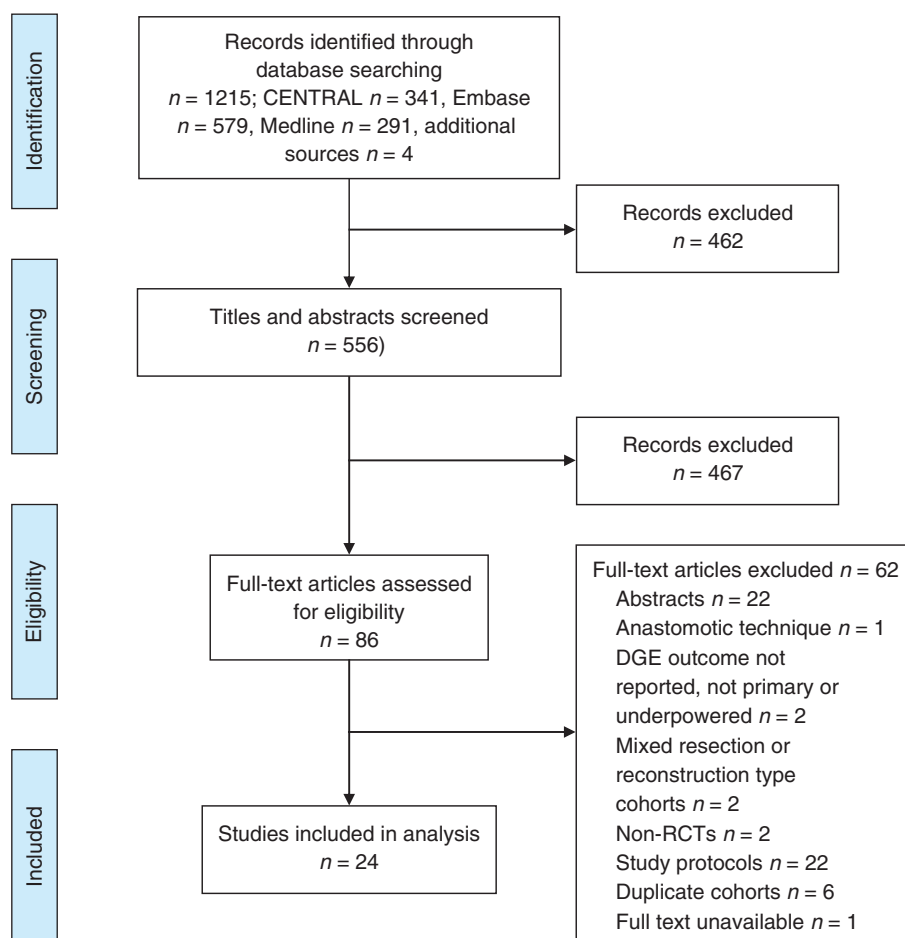 Identification
Records identified through
database searching
n = 1215; CENTRAL n = 341, Embase
n = 579, Medline n = 291, additional
sources n = 4
Records excluded
n = 462
Screening
Titles and abstracts screened
n = 556)
Records excluded
n = 467
Eligibility
Full-text articles assessed
for eligibility
n = 86
Full-text articles excluded n = 62
Abstracts n = 22
Anastomotic technique n = 1
DGE outcome not
reported, not primary or
underpowered n = 2
Mixed resection or
reconstruction type
cohorts n = 2
Non-RCTs n = 2
Study protocols n = 22
Duplicate cohorts n = 6
Full text unavailable n = 1
Included
Studies included in analysis
n = 24